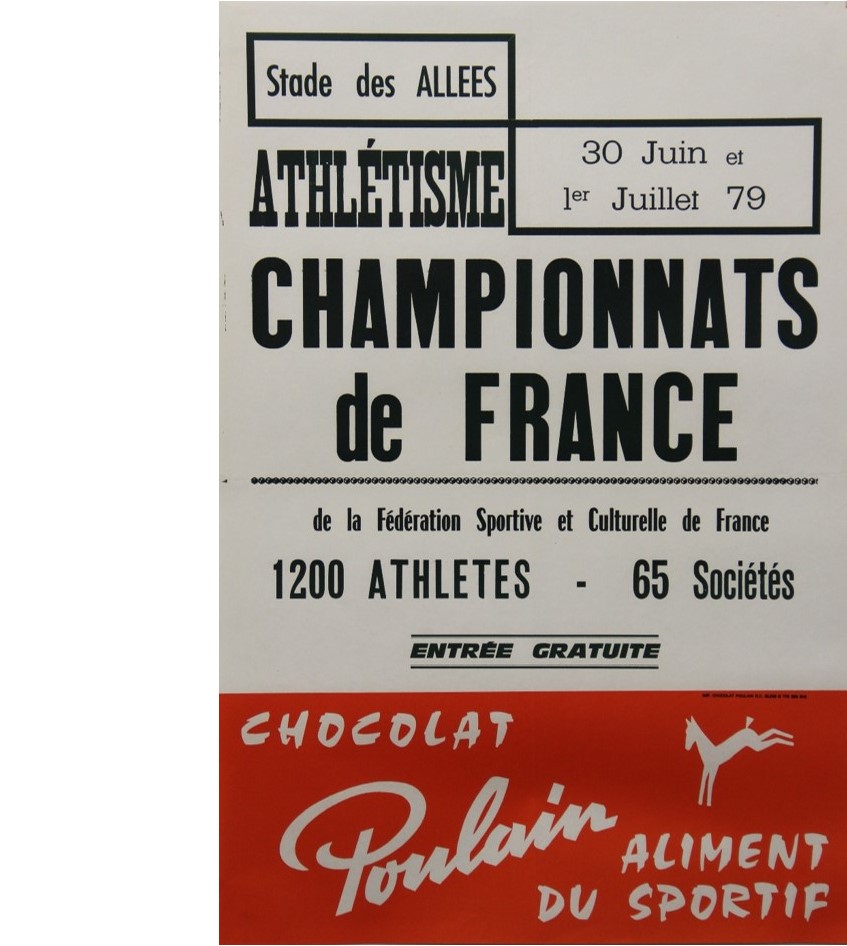 Stade des ALLEES
30 Juin et
1er Juillet 79
ATHLÉTISME
CHAMPIONNATS
de FRANCE
de la Fédération Sportive et Culturelle de France
1200 ATHLETES - 65 Sociétés
ENTRÉE GRATUITE
CHOCOLAT
Poulain
ALIMENT
DU SPORTIF